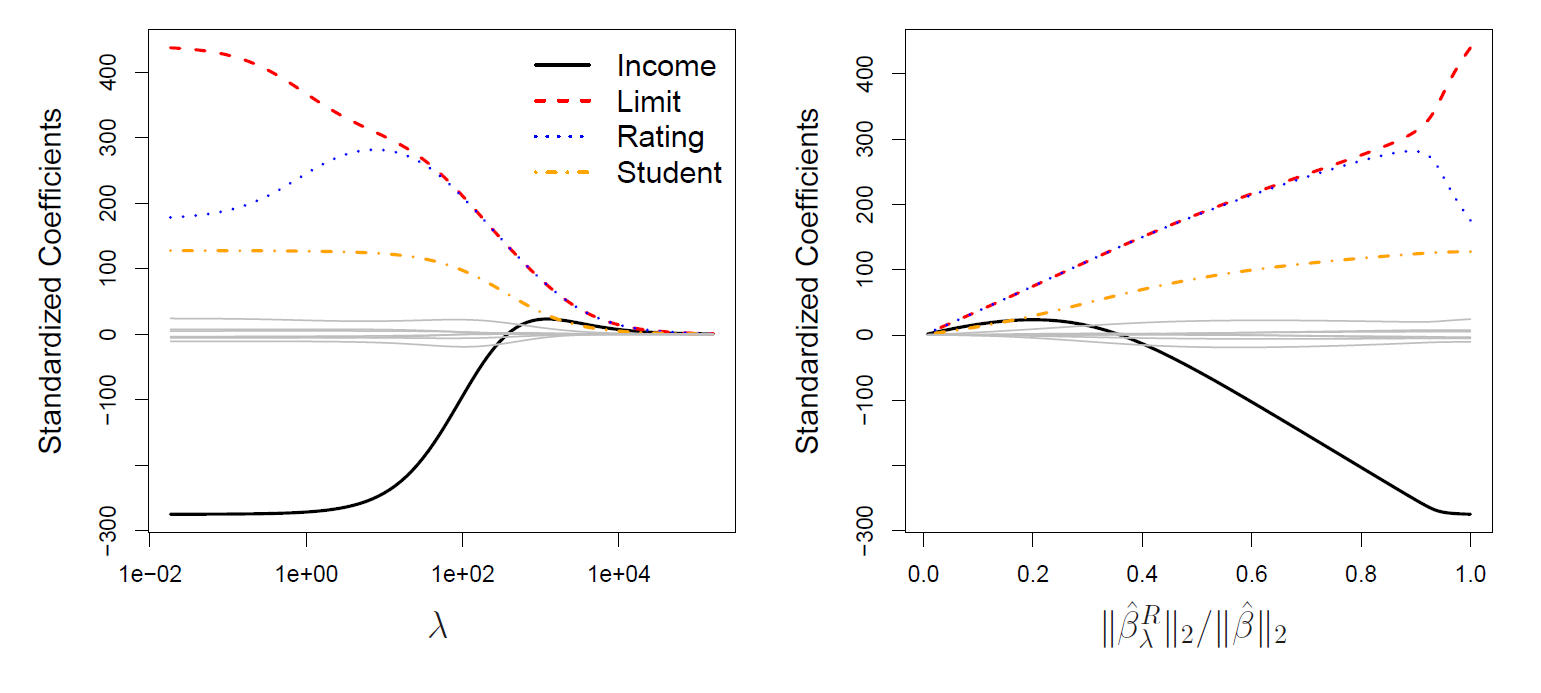 Standardized Coefficients
400
300
200
100
0
−100
−300
1e−02
1e+00
1e+02
1e+04
λ
Income
Limit
Rating
Student
Standardized Coefficients
400
300
200
100
0
−100
−300
0.0
0.2
0.4
0.6
0.8
1.0
‖β̂λᴿ‖₂/‖β̂‖₂